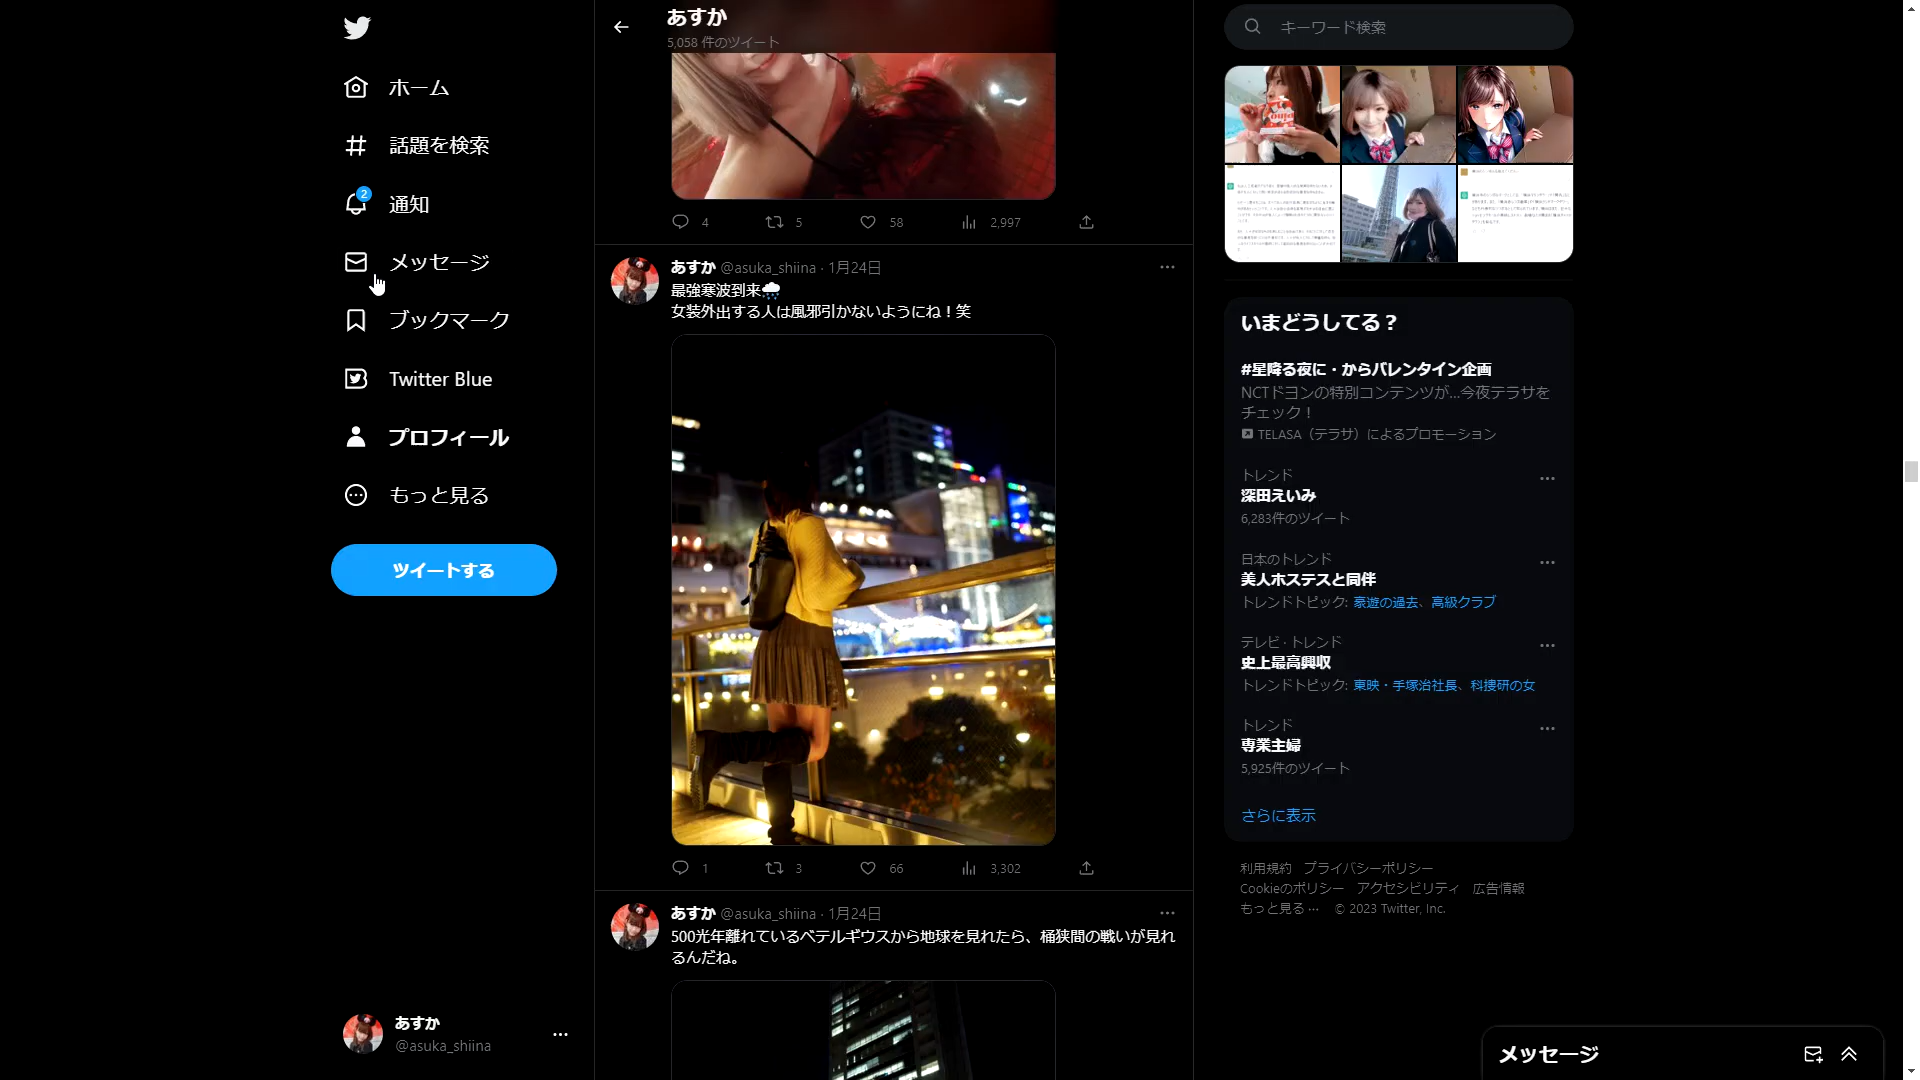 ホーム
話題を検索
2
通知
メッセージ
ブックマーク
Twitter Blue
プロフィール
もっと見る
ツイートする
あすか
@asuka_shiina
あすか
5,058 件のツイート
4 5 58 2,997
あすか @asuka_shiina · 1月24日
最強寒波到来🌨
女装外出する人は風邪引かないようにね！笑
1 3 66 3,302
あすか @asuka_shiina · 1月24日
500光年離れているベテルギウスから地球を見れたら、桶狭間の戦いが見れ
るんだね。
キーワード検索
いまどうしてる？
#星降る夜に・からバレンタイン企画
NCTドヨンの特別コンテンツが...今夜テラサを
チェック！
TELASA（テラサ）によるプロモーション
トレンド
深田えいみ
6,283件のツイート
日本のトレンド
美人ホステスと同伴
トレンドトピック: 豪遊の過去、高級クラブ
テレビ · トレンド
史上最高興収
トレンドトピック: 東映・手塚治社長、科捜研の女
トレンド
専業主婦
5,925件のツイート
さらに表示
利用規約 プライバシーポリシー
Cookieのポリシー アクセシビリティ 広告情報
もっと見る ··· © 2023 Twitter, Inc.
メッセージ